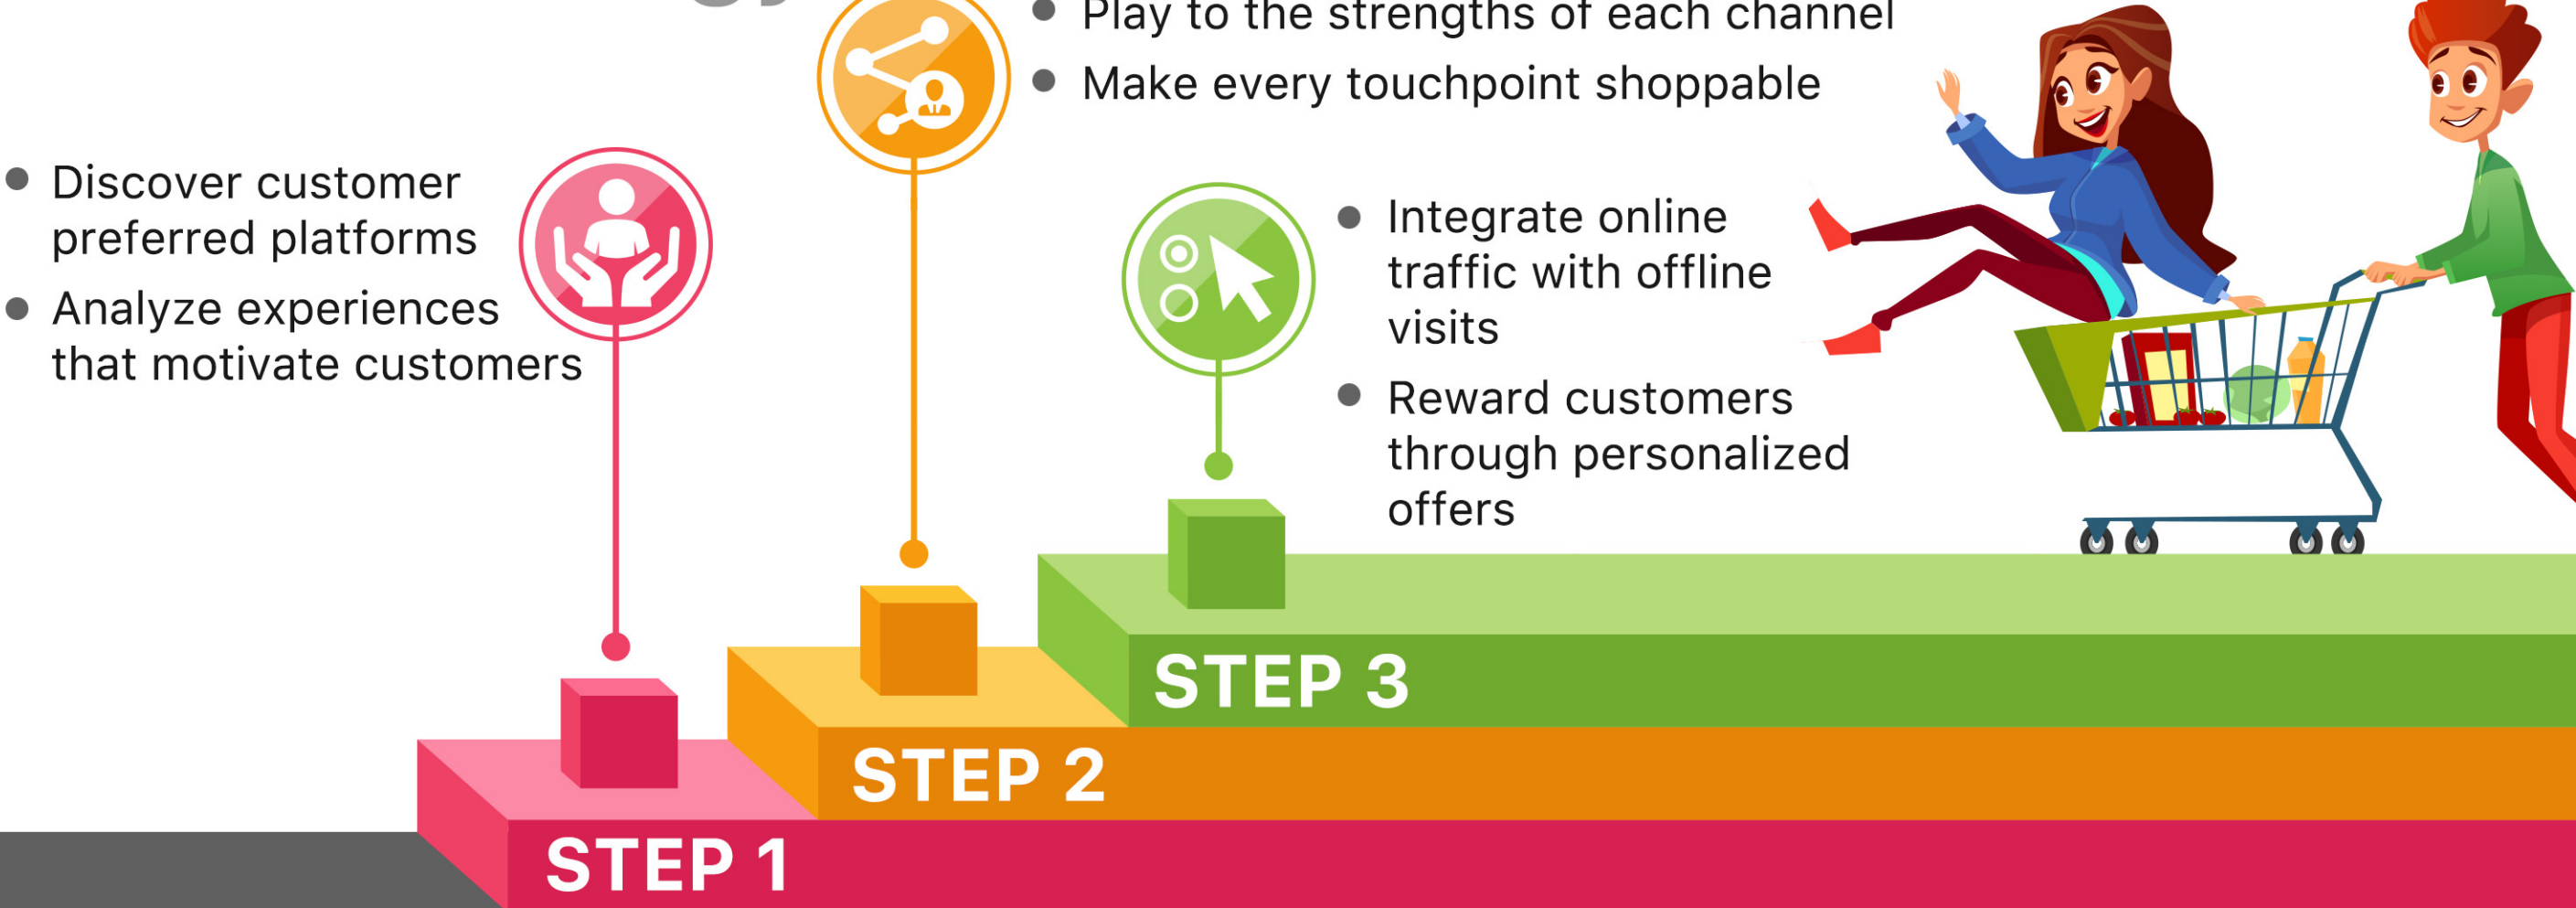 Play to the strengths of each channel
Make every touchpoint shoppable
Discover customer
preferred platforms
Analyze experiences
that motivate customers
Integrate online
traffic with offline
visits
Reward customers
through personalized
offers
STEP 3
STEP 2
STEP 1